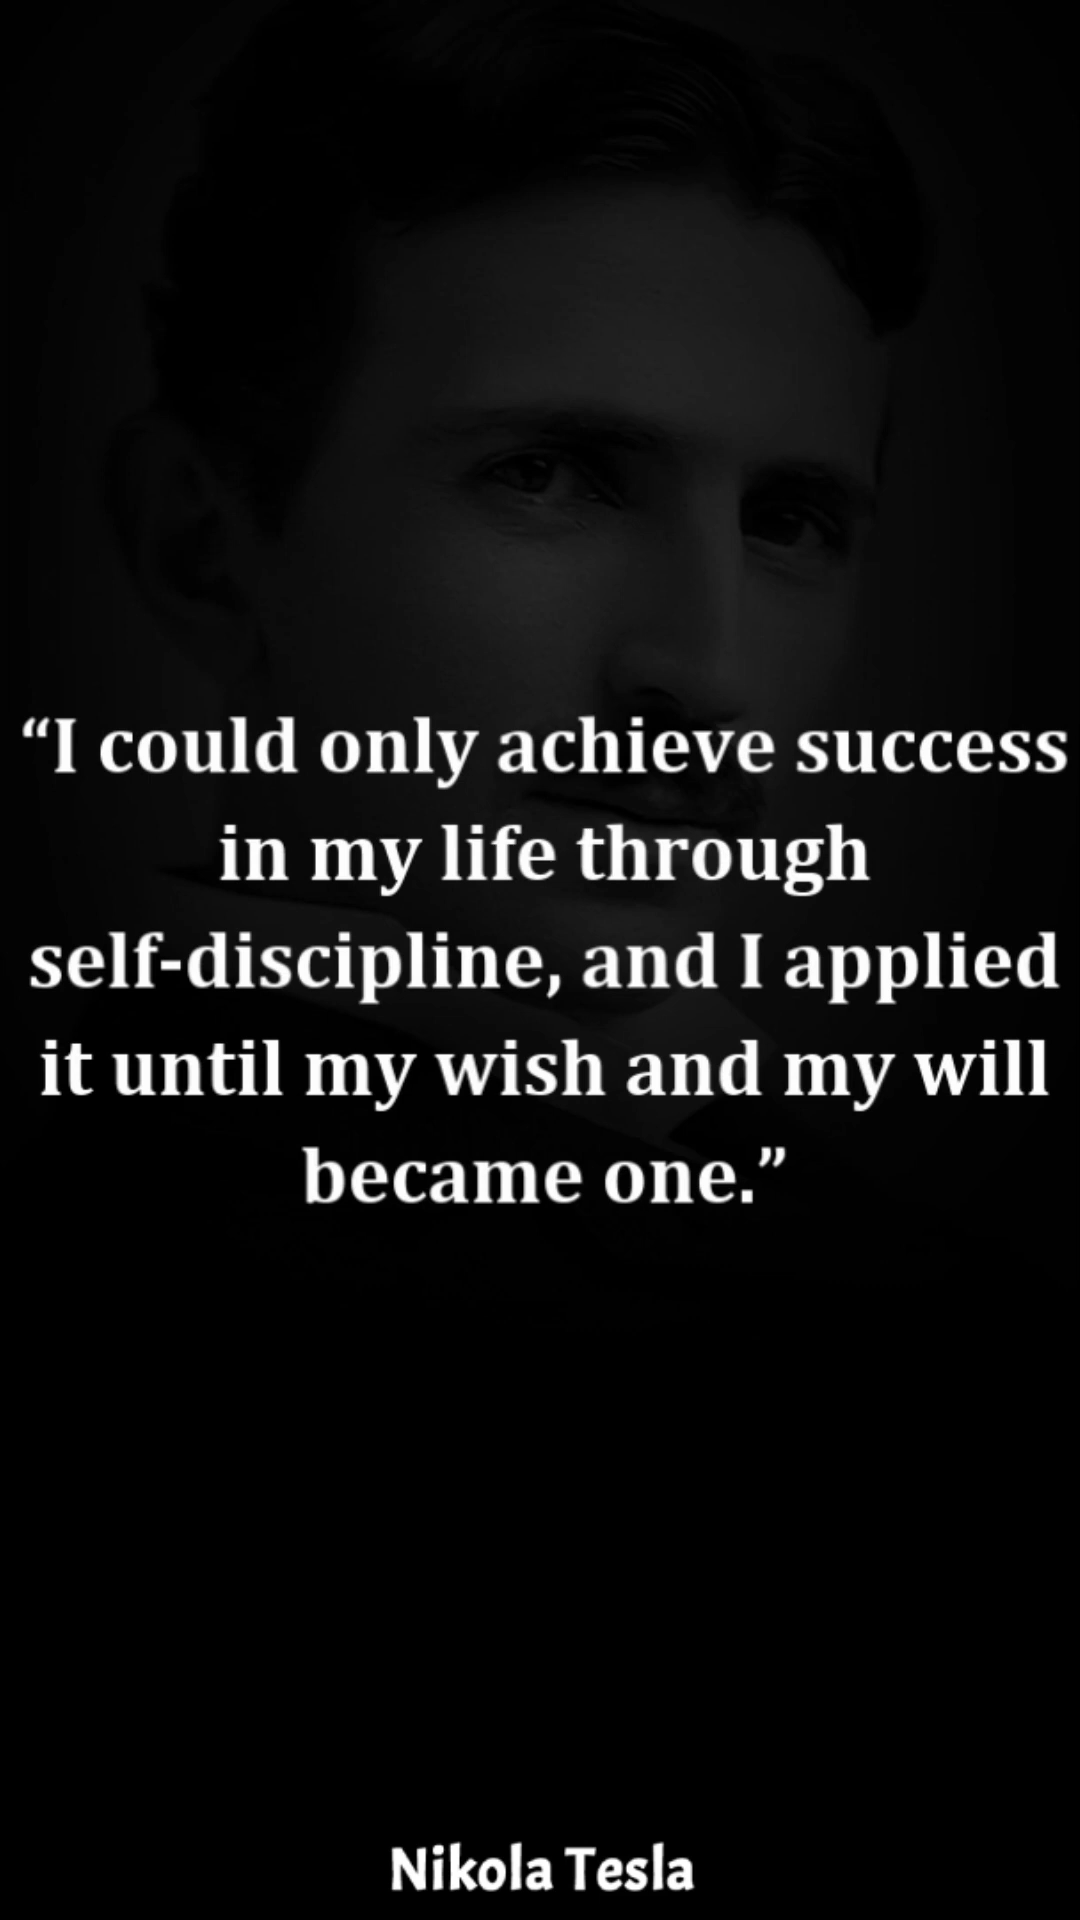 “I could only achieve success
in my life through
self-discipline, and I applied
it until my wish and my will
became one.”
Nikola Tesla